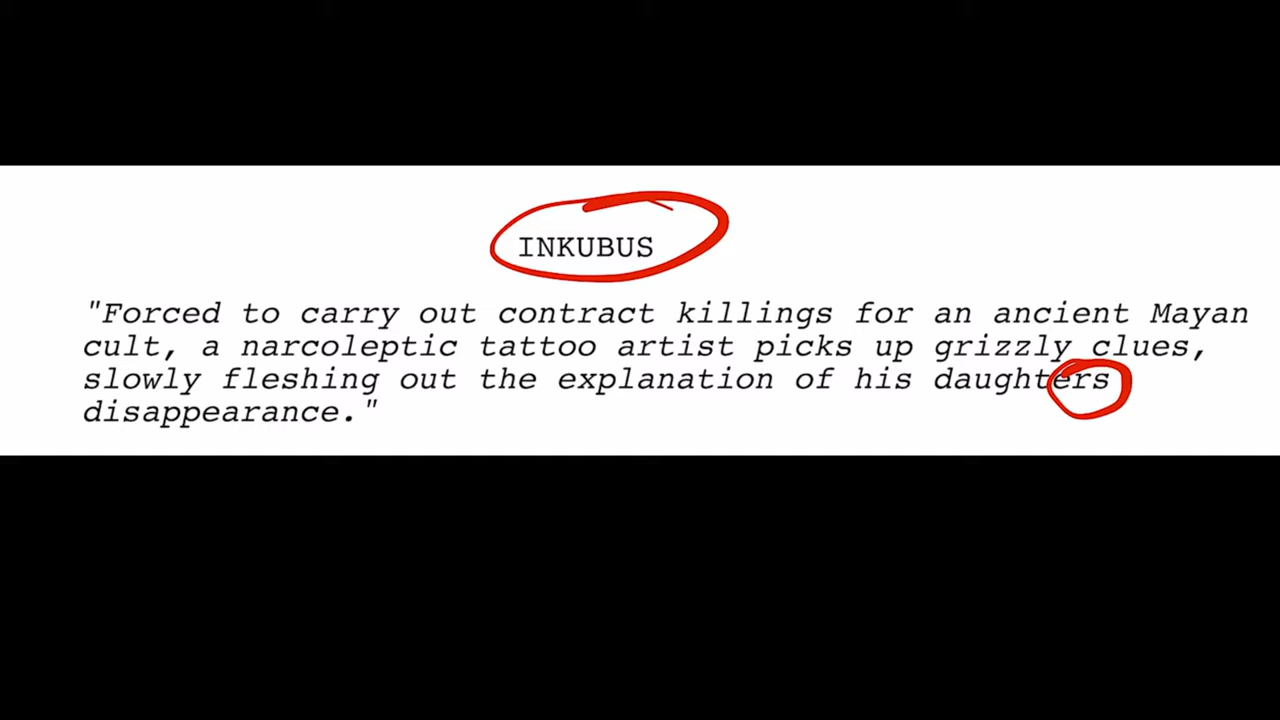 INKUBUS
"Forced to carry out contract killings for an ancient Mayan
cult, a narcoleptic tattoo artist picks up grizzly clues,
slowly fleshing out the explanation of his daughters
disappearance."